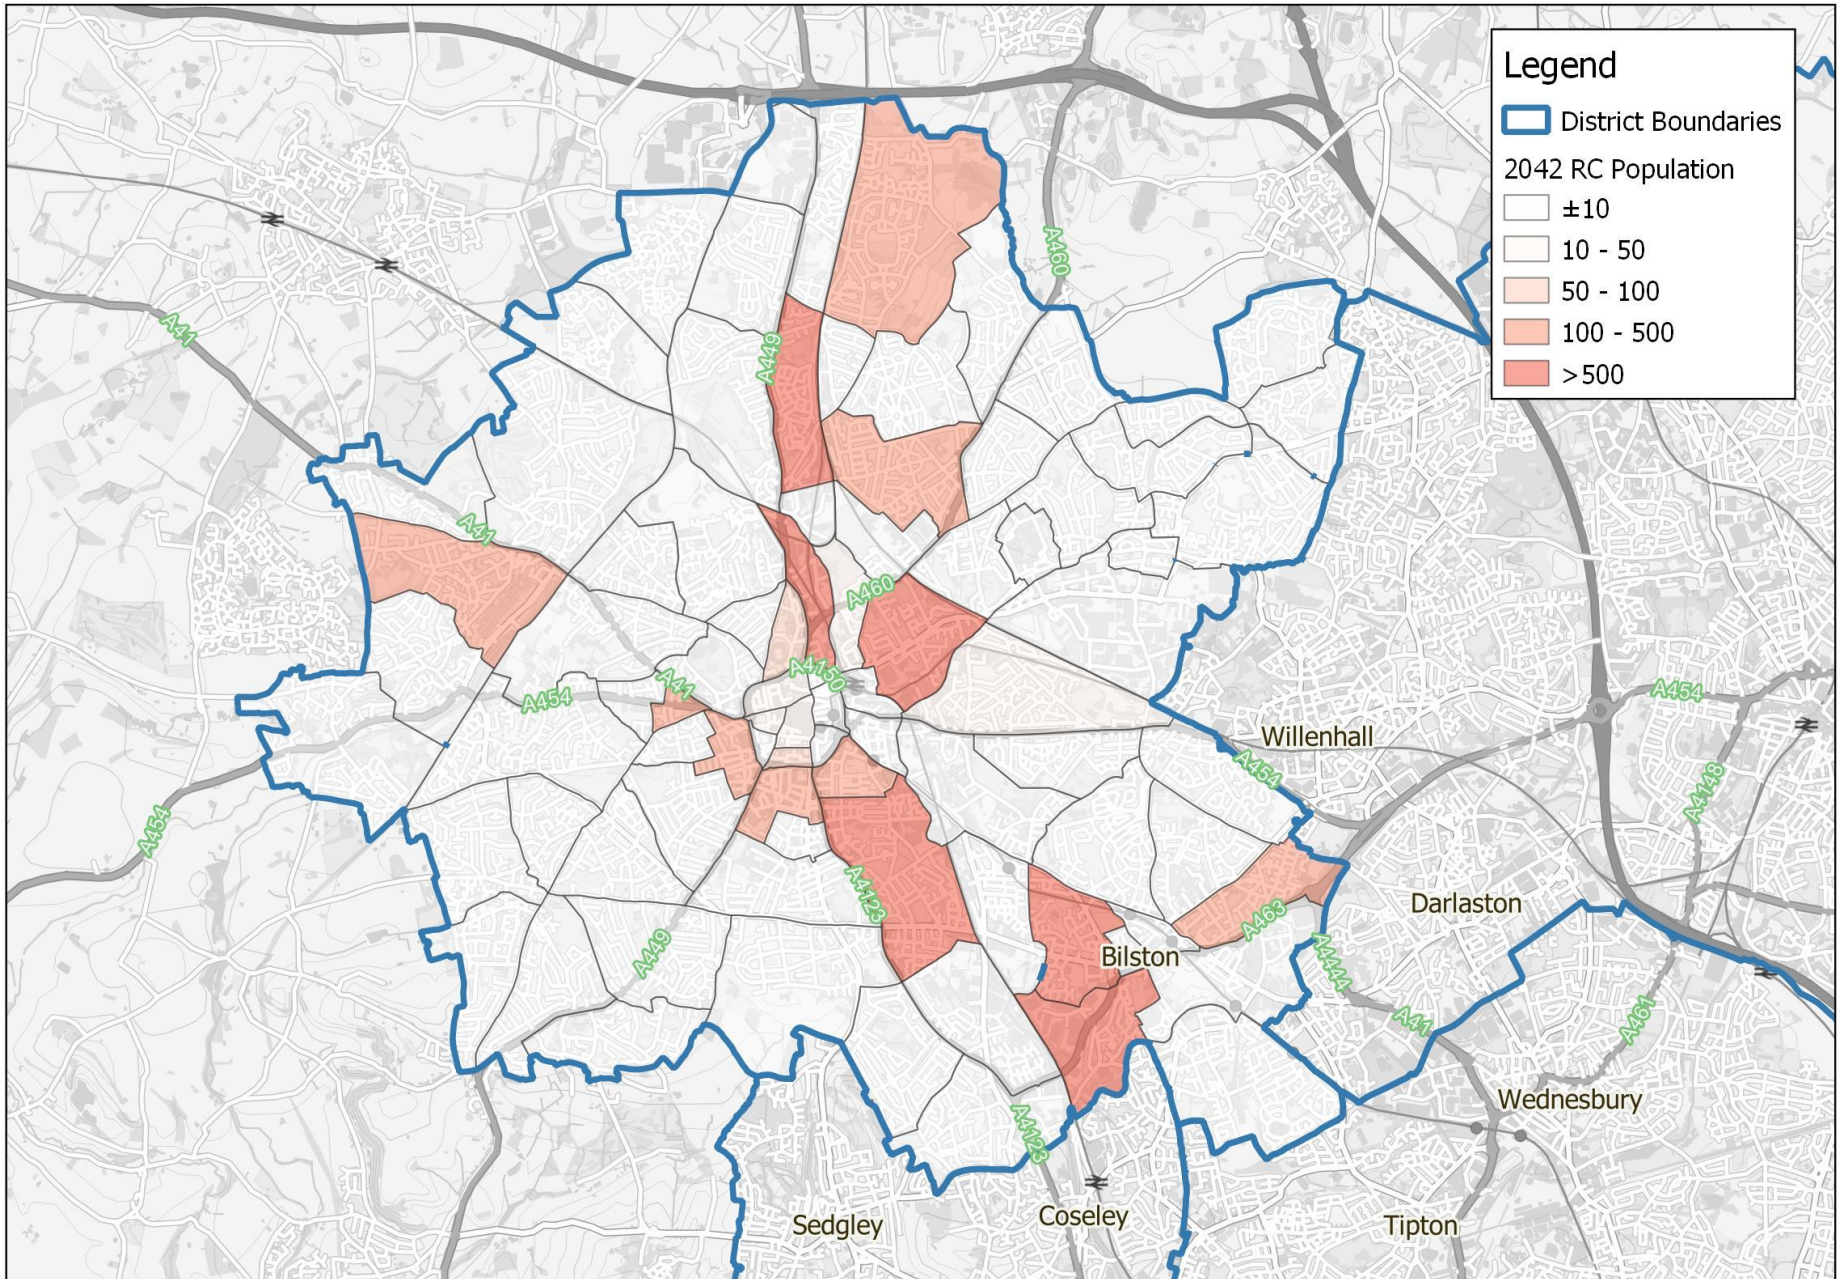 Legend
District Boundaries
2042 RC Population
±10
10 - 50
50 - 100
100 - 500
>500
A460
A41
A449
A41
A460
A4150
A41
A454
A454
Willenhall
A454
A4148
A454
A4123
A463
Darlaston
A449
Bilston
A4444
A41
A461
Wednesbury
A4123
Sedgley
Coseley
Tipton